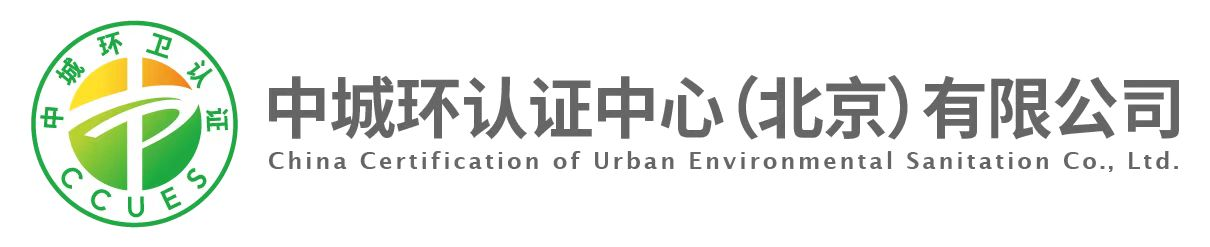 中城环卫认证
CCUES
中城环认证中心（北京）有限公司
China Certification of Urban Environmental Sanitation Co., Ltd.